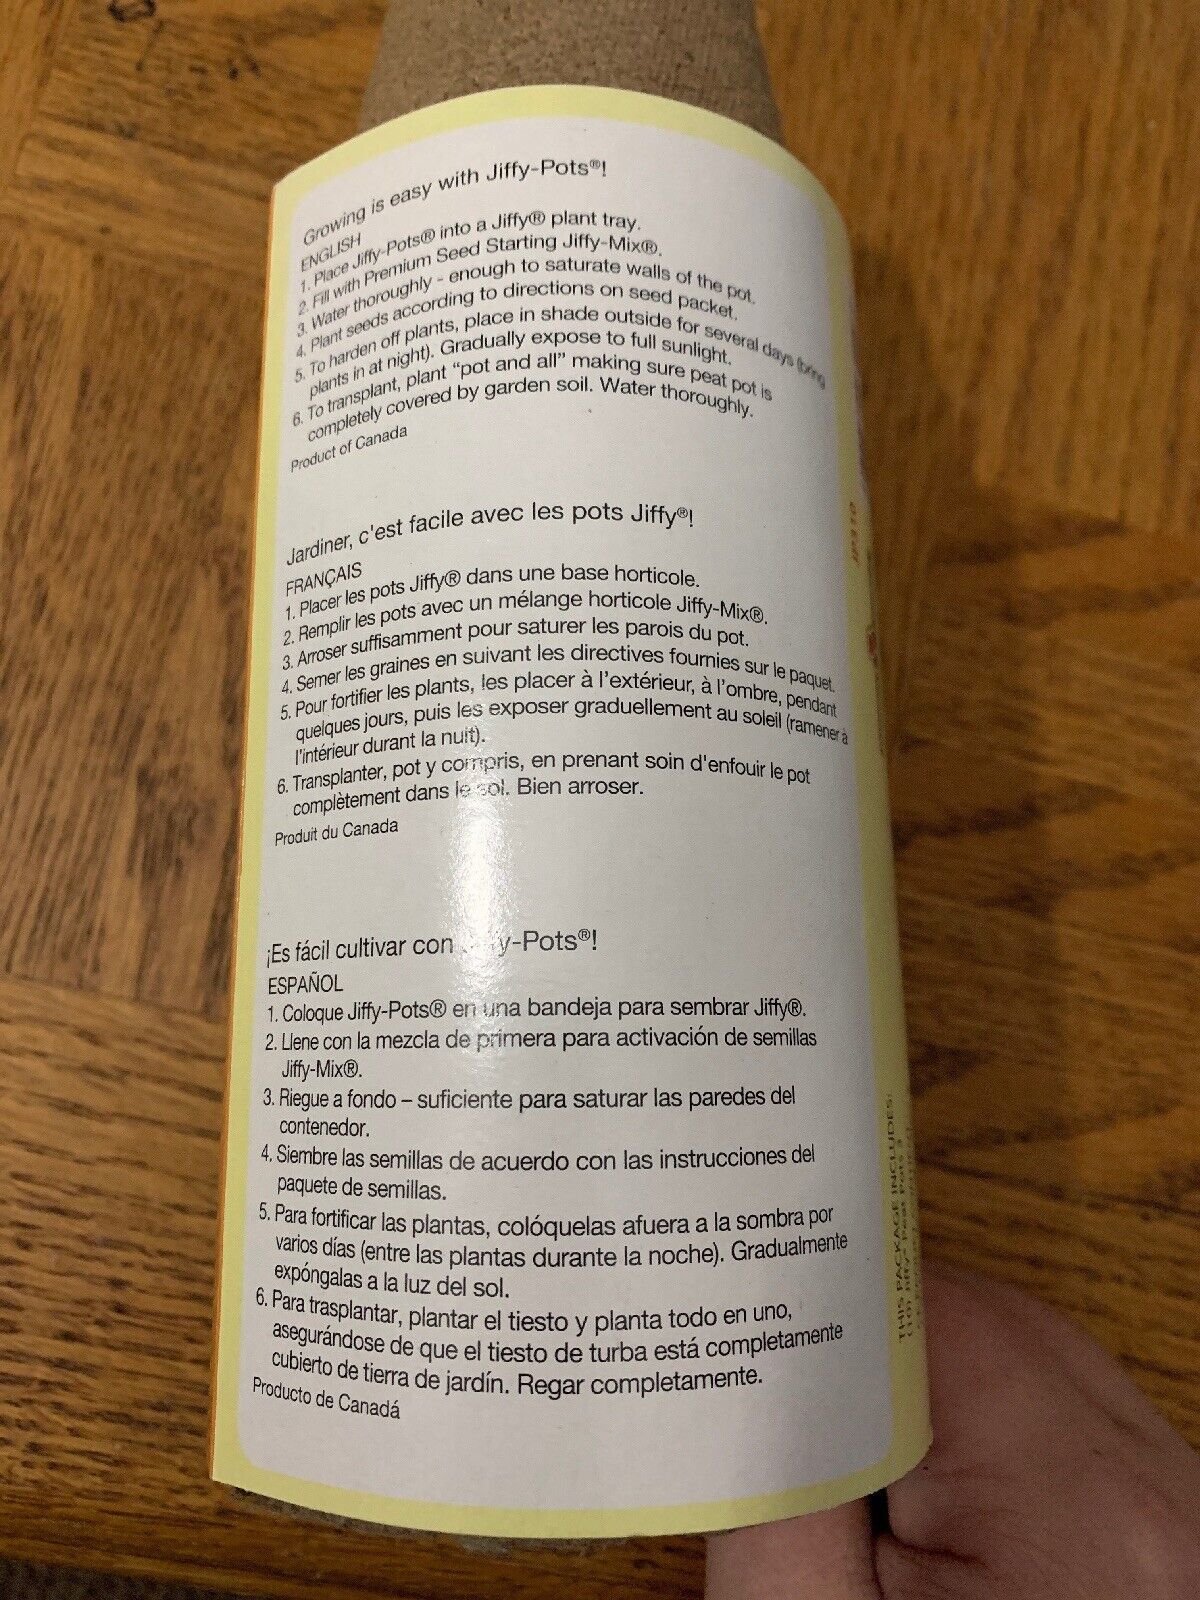 Growing is easy with Jiffy-Pots®!
ENGLISH
1. Place Jiffy-Pots® into a Jiffy® plant tray.
2. Fill with Premium Seed Starting Jiffy-Mix®.
3. Water thoroughly - enough to saturate walls of the pot.
4. Plant seeds according to directions on seed packet.
5. To harden off plants, place in shade outside for several days (bring
plants in at night). Gradually expose to full sunlight.
6. To transplant, plant “pot and all” making sure peat pot is
completely covered by garden soil. Water thoroughly.
Product of Canada
Jardiner, c'est facile avec les pots Jiffy®!
FRANÇAIS
1. Placer les pots Jiffy® dans une base horticole.
2. Remplir les pots avec un mélange horticole Jiffy-Mix®.
3. Arroser suffisamment pour saturer les parois du pot.
4. Semer les graines en suivant les directives fournies sur le paquet.
5. Pour fortifier les plants, les placer à l’extérieur, à l’ombre, pendant
quelques jours, puis les exposer graduellement au soleil (ramener à
l’intérieur durant la nuit).
6. Transplanter, pot y compris, en prenant soin d'enfouir le pot
complètement dans le sol. Bien arroser.
Produit du Canada
¡Es fácil cultivar con Jiffy-Pots®!
ESPAÑOL
1. Coloque Jiffy-Pots® en una bandeja para sembrar Jiffy®.
2. Llene con la mezcla de primera para activación de semillas
Jiffy-Mix®.
3. Riegue a fondo – suficiente para saturar las paredes del
contenedor.
4. Siembre las semillas de acuerdo con las instrucciones del
paquete de semillas.
5. Para fortificar las plantas, colóquelas afuera a la sombra por
varios días (entre las plantas durante la noche). Gradualmente
expóngalas a la luz del sol.
6. Para trasplantar, plantar el tiesto y planta todo en uno,
asegurándose de que el tiesto de turba está completamente
cubierto de tierra de jardín. Regar completamente.
Producto de Canadá
THIS PACKAGE INCLUDES:
(10) Jiffy Peat Pots 3